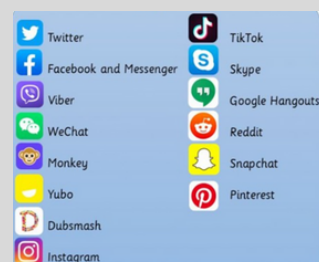 Twitter
Facebook and Messenger
Viber
WeChat
Monkey
Yubo
Dubsmash
Instagram
TikTok
Skype
Google Hangouts
Reddit
Snapchat
Pinterest